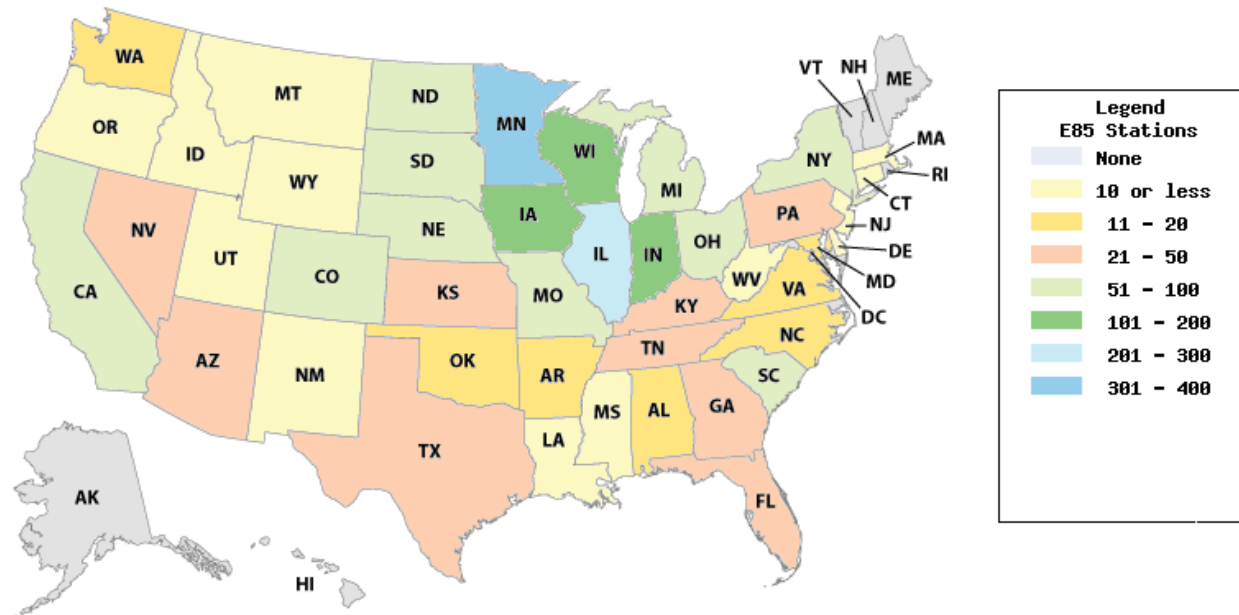 WA
VT
NH
ME
MT
ND
OR
MN
ID
SD
WI
NY
MA
WY
MI
RI
CT
NV
IA
PA
NE
NJ
UT
IL
IN
OH
DE
CO
WV
MD
CA
KS
MO
VA
KY
DC
TN
NC
AZ
OK
NM
AR
SC
MS
AL
GA
LA
TX
AK
FL
HI
Legend
E85 Stations
None
10 or less
11 - 20
21 - 50
51 - 100
101 - 200
201 - 300
301 - 400